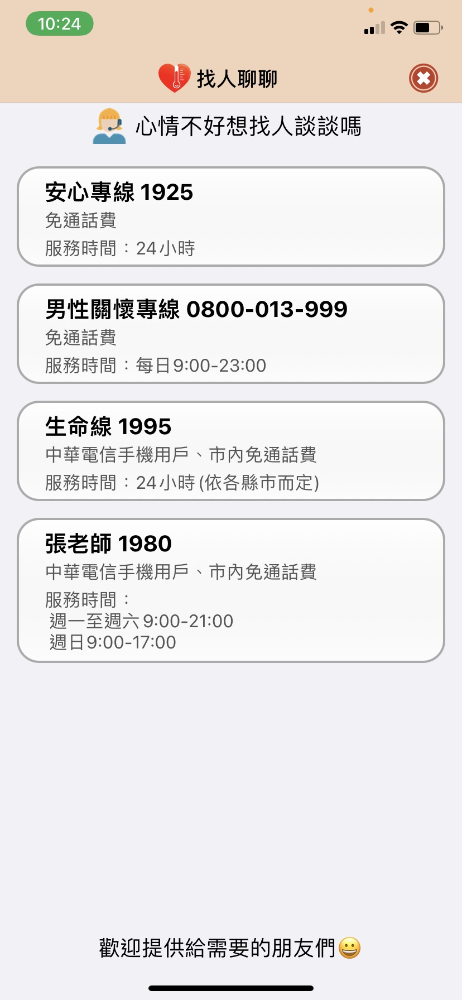 10:24
找人聊聊
心情不好想找人談談嗎
安心專線 1925
免通話費
服務時間：24小時
男性關懷專線 0800-013-999
免通話費
服務時間：每日9:00-23:00
生命線 1995
中華電信手機用戶、市內免通話費
服務時間：24小時(依各縣市而定)
張老師 1980
中華電信手機用戶、市內免通話費
服務時間：
週一至週六9:00-21:00
週日9:00-17:00
歡迎提供給需要的朋友們😀